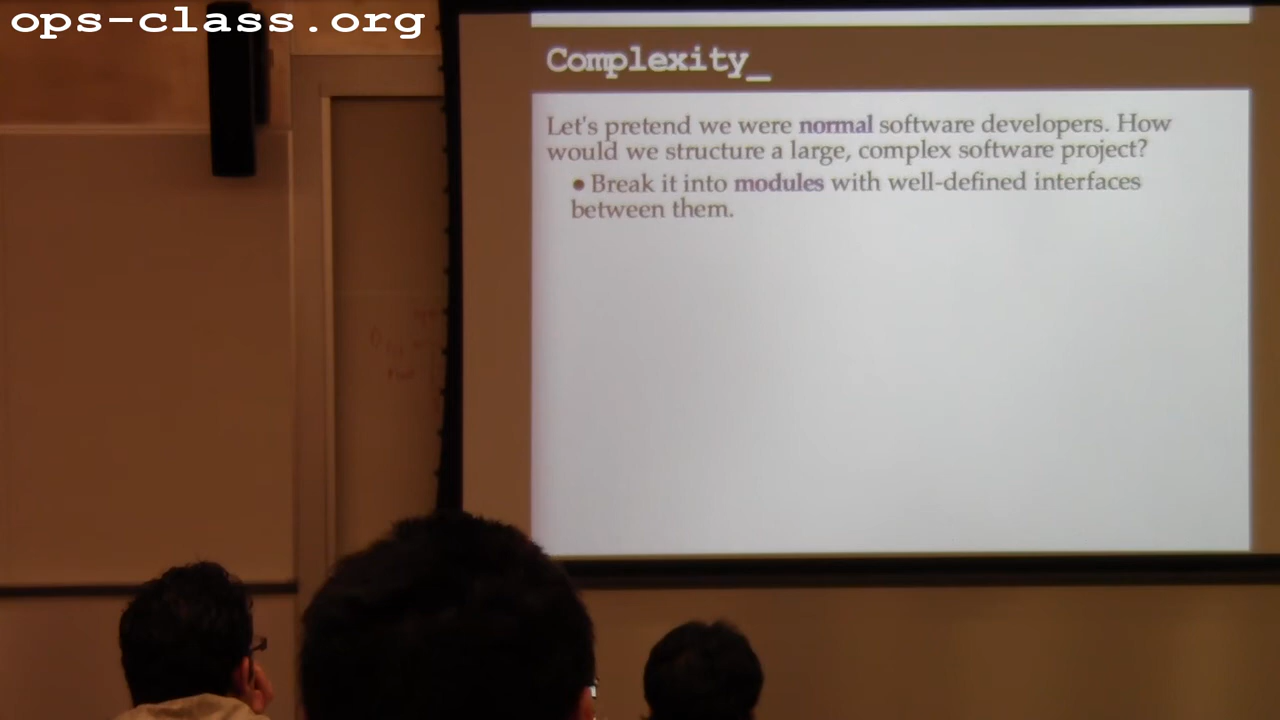 ops-class.org
Complexity_
Let's pretend we were normal software developers. How
would we structure a large, complex software project?
• Break it into modules with well-defined interfaces
between them.